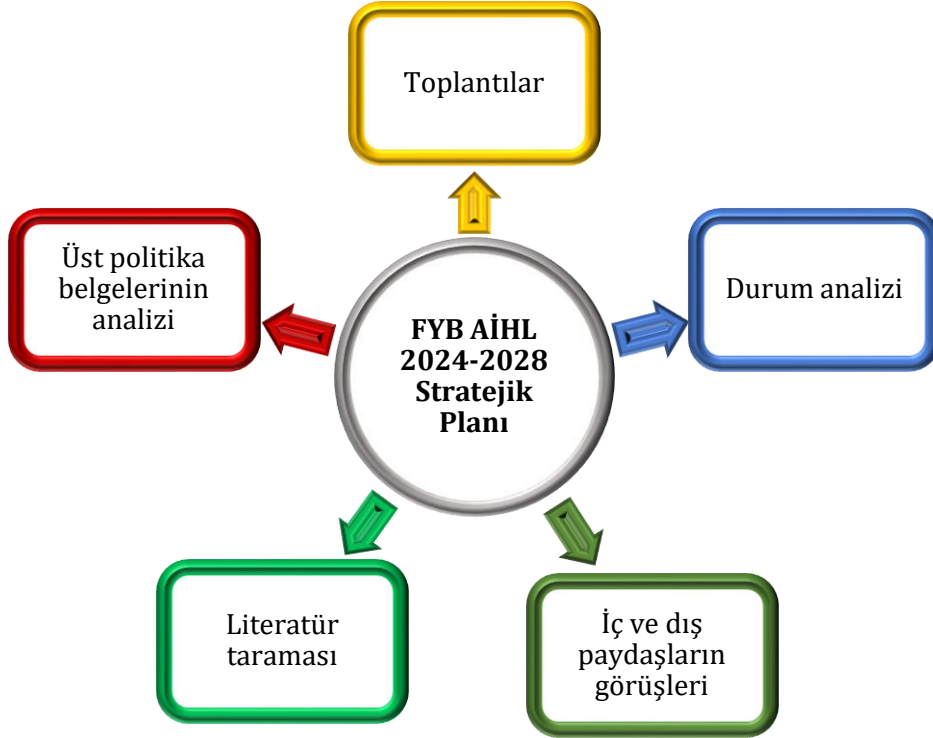 Toplantılar
Üst politika
belgelerinin
analizi
Durum analizi
FYB AİHL
2024-2028
Stratejik
Planı
Literatür
taraması
İç ve dış
paydaşların
görüşleri